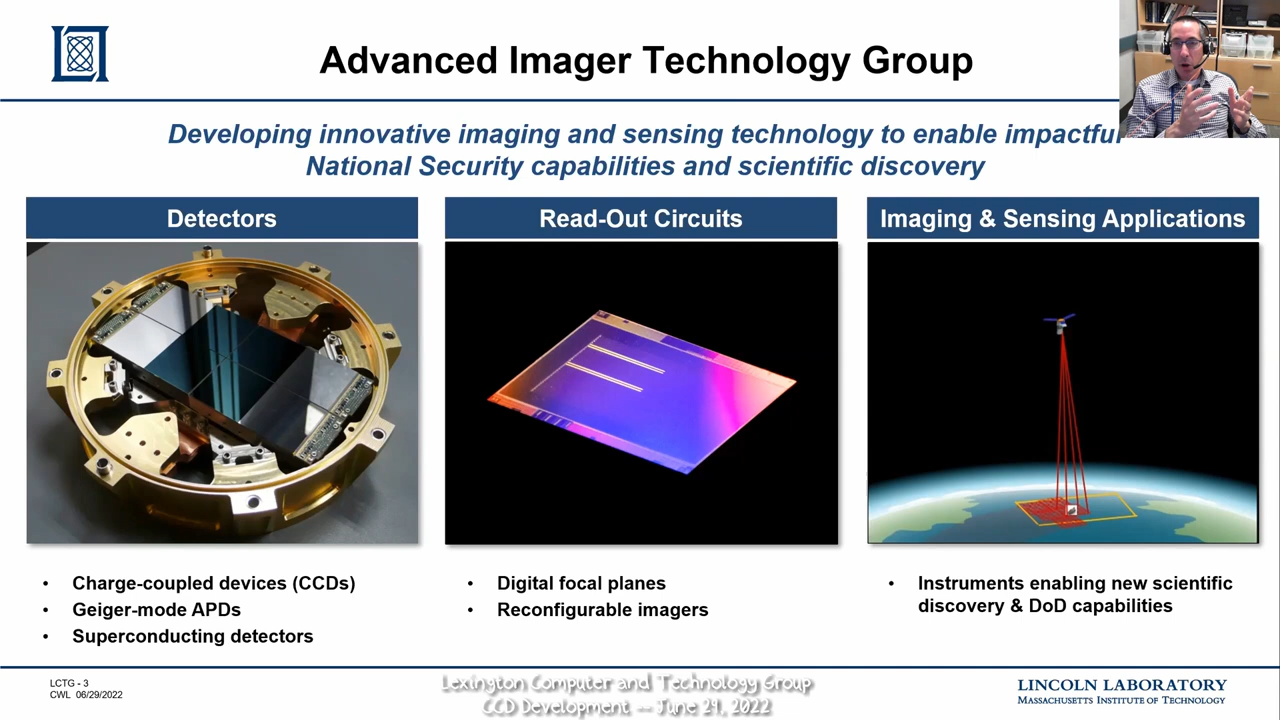 Advanced Imager Technology Group
Developing innovative imaging and sensing technology to enable impactful
National Security capabilities and scientific discovery
Detectors
Read-Out Circuits
Imaging & Sensing Applications
• Charge-coupled devices (CCDs)
• Geiger-mode APDs
• Superconducting detectors
• Digital focal planes
• Reconfigurable imagers
• Instruments enabling new scientific
discovery & DoD capabilities
LCTG - 3
CWL 06/29/2022
Lexington Computer and Technology Group
CCD Development -- June 29, 2022
LINCOLN LABORATORY
MASSACHUSETTS INSTITUTE OF TECHNOLOGY